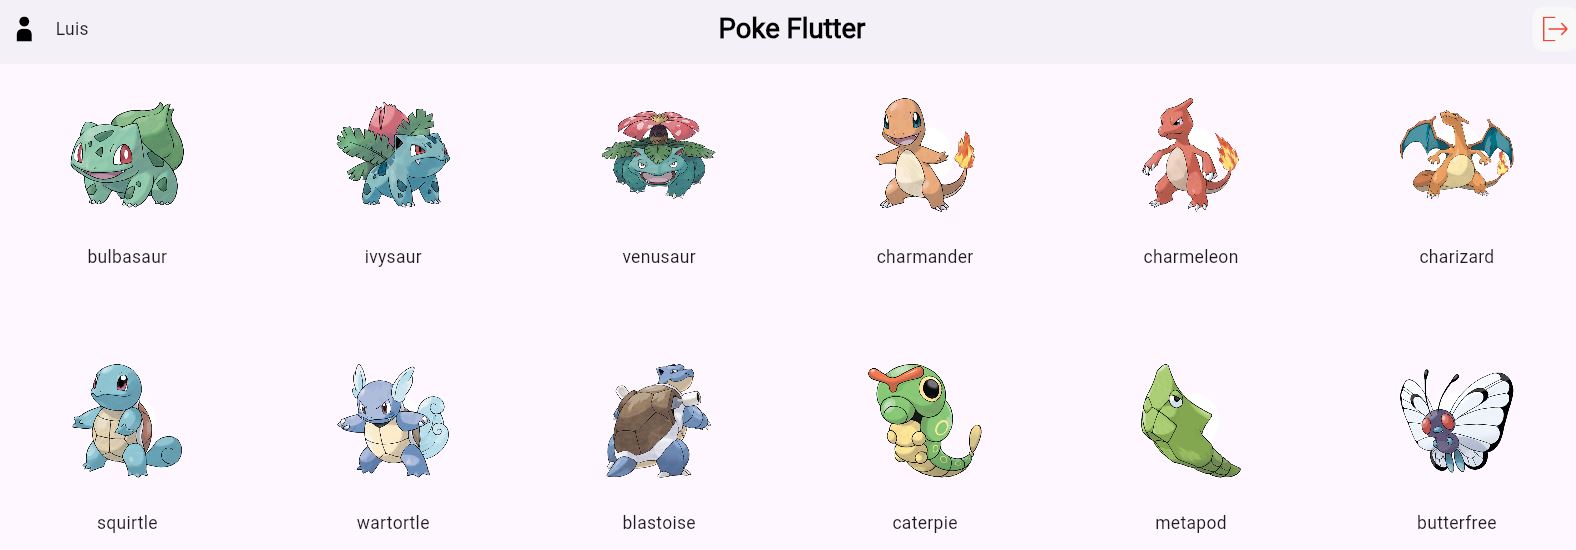 Luis
Poke Flutter
bulbasaur
ivysaur
venusaur
charmander
charmeleon
charizard
squirtle
wartortle
blastoise
caterpie
metapod
butterfree